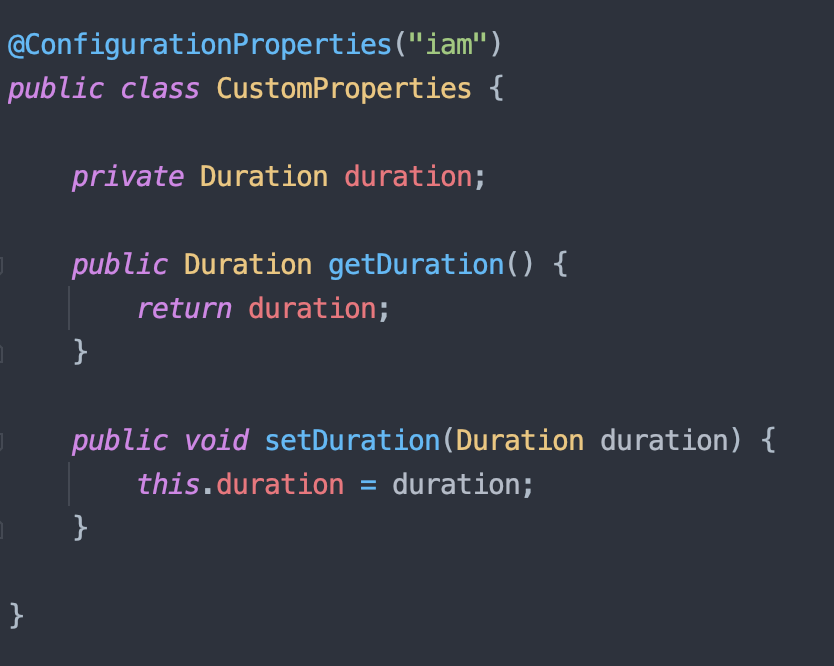 @ConfigurationProperties("iam")
public class CustomProperties {
private Duration duration;
public Duration getDuration() {
return duration;
}
public void setDuration(Duration duration) {
this.duration = duration;
}
}